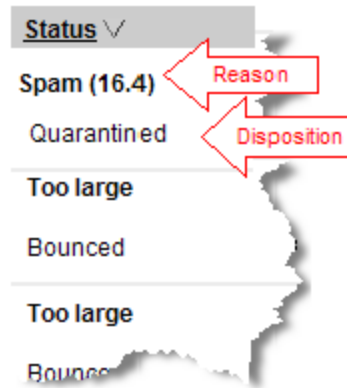 Status
Spam (16.4)
Reason
Quarantined
Disposition
Too large
Bounced
Too large